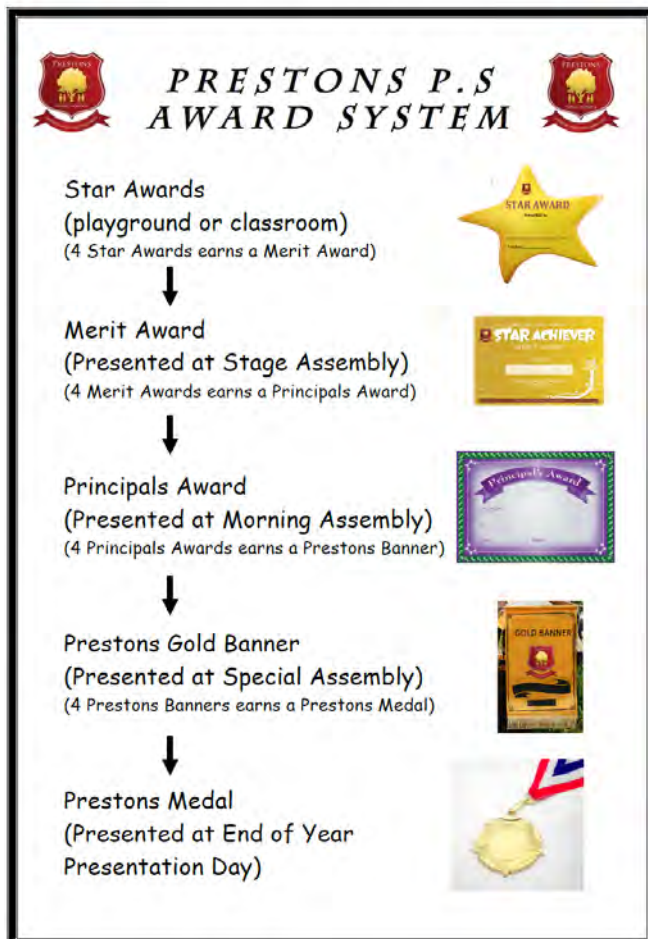 PRESTONS
PRESTONS
PRESTONS P.S
AWARD SYSTEM
Star Awards
(playground or classroom)
(4 Star Awards earns a Merit Award)
STAR AWARD
Merit Award
(Presented at Stage Assembly)
(4 Merit Awards earns a Principals Award)
STAR ACHIEVER
Principals Award
(Presented at Morning Assembly)
(4 Principals Awards earns a Prestons Banner)
Principal's Award
Prestons Gold Banner
(Presented at Special Assembly)
(4 Prestons Banners earns a Prestons Medal)
GOLD BANNER
Prestons Medal
(Presented at End of Year
Presentation Day)